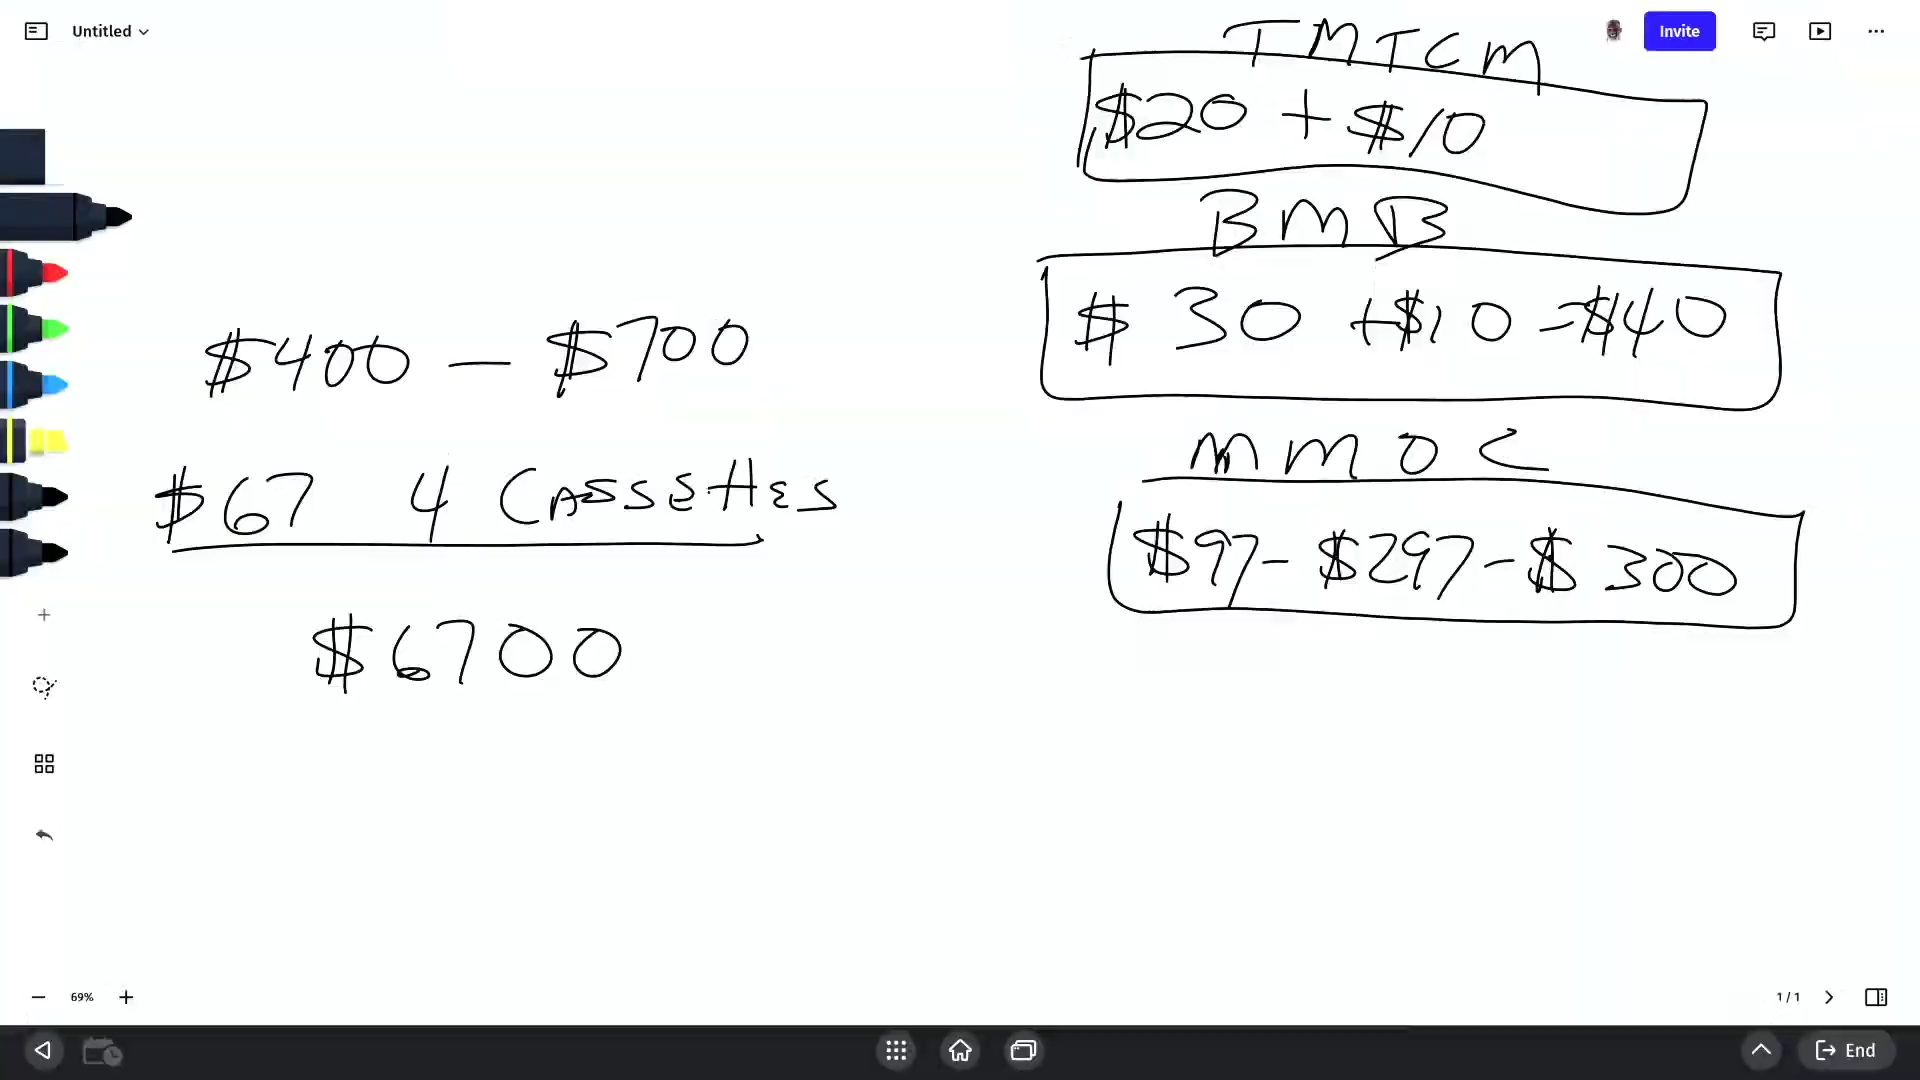 Untitled
Invite
TMTCM
$20 + $10
BMB
$ 30 +$10 = $40
$400 — $700
MMOC
$67 4 CASSETTES
$97 - $297 - $ 300
$6700
69%
1 / 1
End